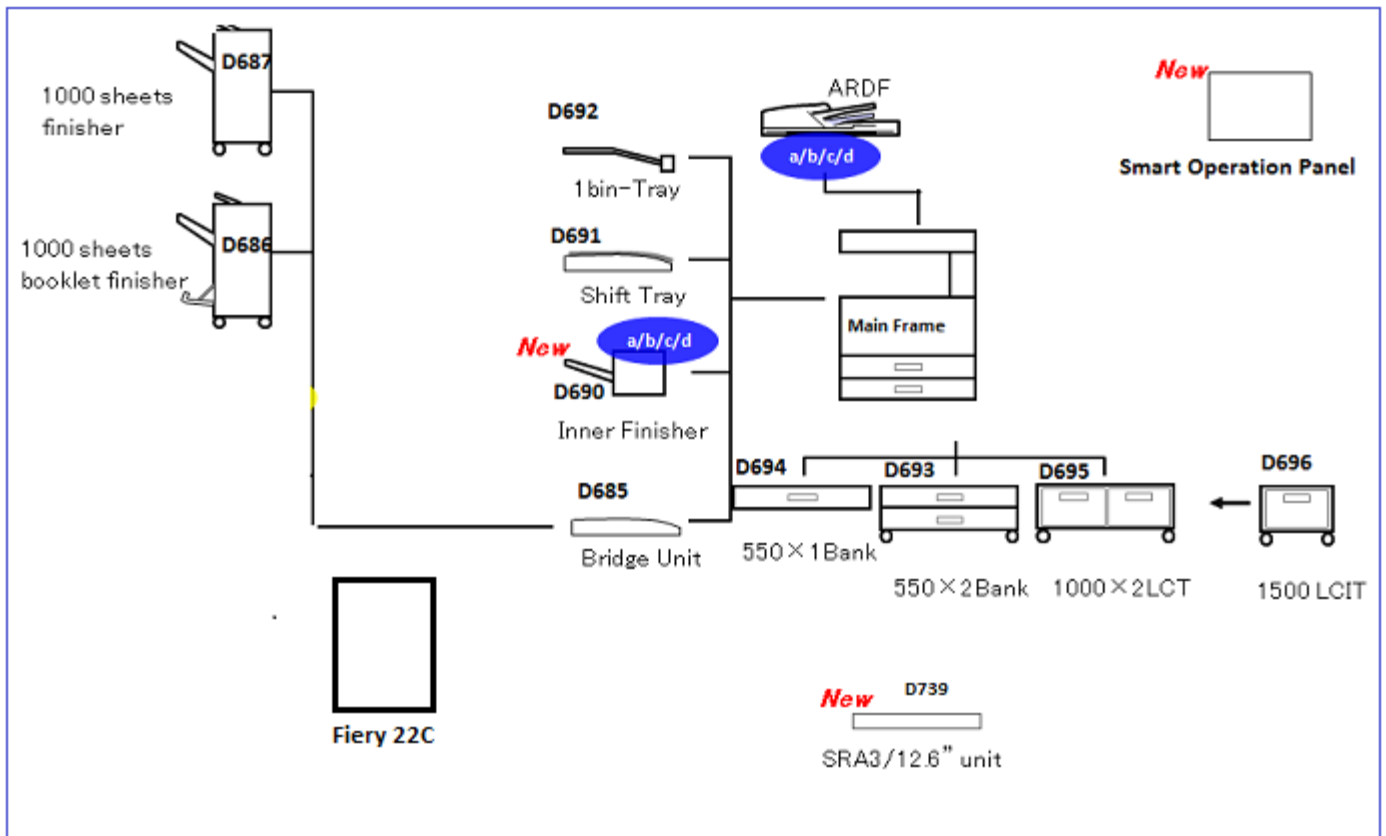 D687
1000 sheets
finisher
D686
1000 sheets
booklet finisher
D692
1bin-Tray
D691
Shift Tray
New
a/b/c/d
D690
Inner Finisher
D685
Bridge Unit
ARDF
a/b/c/d
Main Frame
New
Smart Operation Panel
D694
550×1Bank
D693
550×2Bank
D695
1000×2LCT
D696
1500 LCIT
Fiery 22C
New
D739
SRA3/12.6” unit